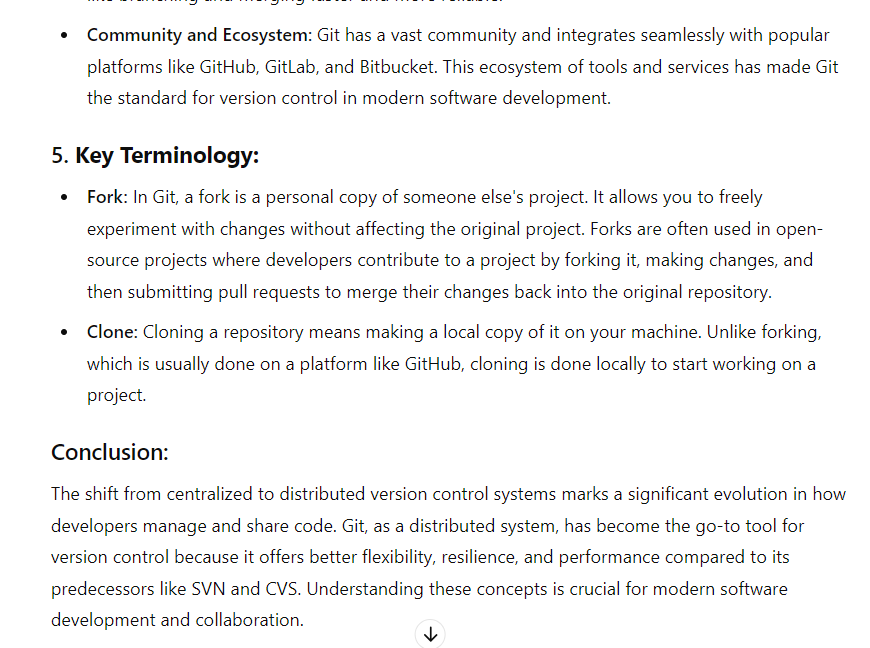 like branching and merging faster and more reliable.
• Community and Ecosystem: Git has a vast community and integrates seamlessly with popular
platforms like GitHub, GitLab, and Bitbucket. This ecosystem of tools and services has made Git
the standard for version control in modern software development.
5. Key Terminology:
• Fork: In Git, a fork is a personal copy of someone else's project. It allows you to freely
experiment with changes without affecting the original project. Forks are often used in open-
source projects where developers contribute to a project by forking it, making changes, and
then submitting pull requests to merge their changes back into the original repository.
• Clone: Cloning a repository means making a local copy of it on your machine. Unlike forking,
which is usually done on a platform like GitHub, cloning is done locally to start working on a
project.
Conclusion:
The shift from centralized to distributed version control systems marks a significant evolution in how
developers manage and share code. Git, as a distributed system, has become the go-to tool for
version control because it offers better flexibility, resilience, and performance compared to its
predecessors like SVN and CVS. Understanding these concepts is crucial for modern software
development and collaboration.